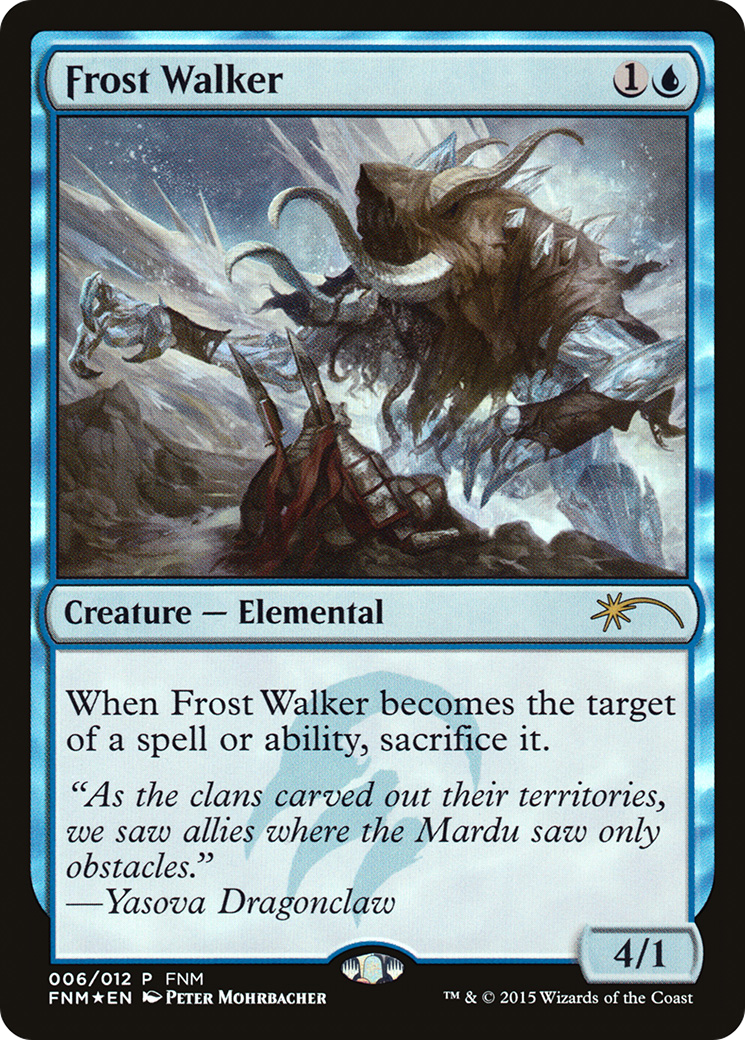 Frost Walker
1
Creature — Elemental
When Frost Walker becomes the target
of a spell or ability, sacrifice it.
“As the clans carved out their territories,
we saw allies where the Mardu saw only
obstacles.”
—Yasova Dragonclaw
4/1
006/012 P FNM
FNM★EN Peter Mohrbacher
™ & © 2015 Wizards of the Coast